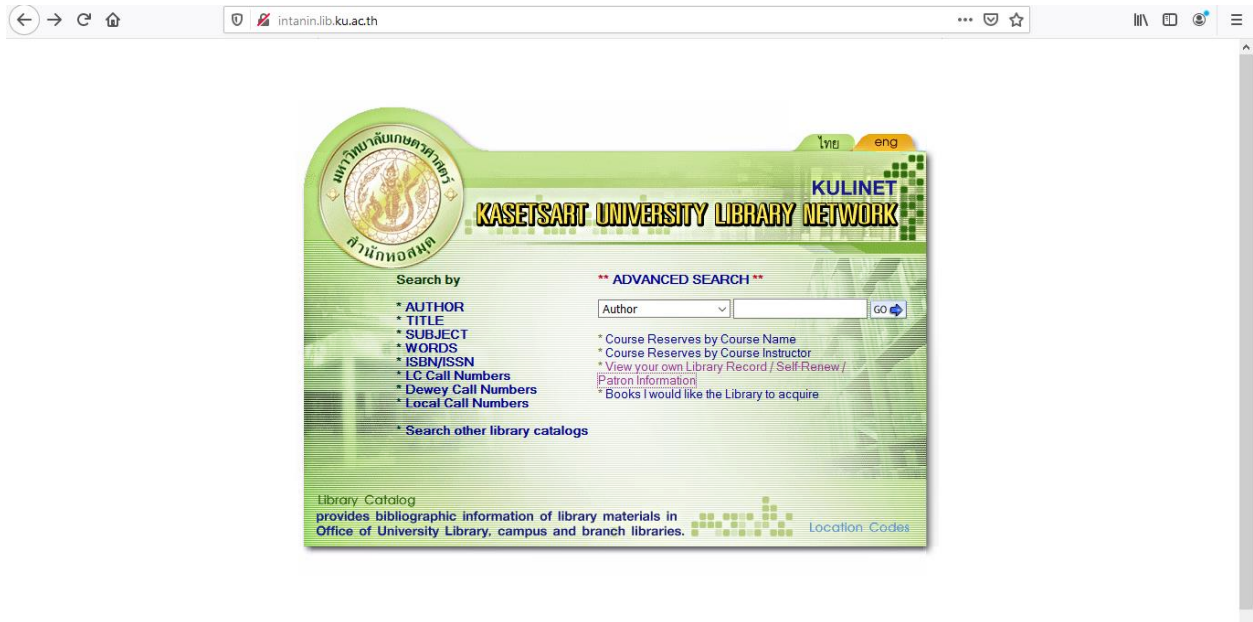 intanin.lib.ku.ac.th
มหาวิทยาลัยเกษตรศาสตร์
สำนักหอสมุด
ไทย
eng
KULINET
KASETSART UNIVERSITY LIBRARY NETWORK
Search by
* AUTHOR
* TITLE
* SUBJECT
* WORDS
* ISBN/ISSN
* LC Call Numbers
* Dewey Call Numbers
* Local Call Numbers
* Search other library catalogs
** ADVANCED SEARCH **
Author
GO
* Course Reserves by Course Name
* Course Reserves by Course Instructor
* View your own Library Record / Self-Renew /
Patron Information
* Books I would like the Library to acquire
Library Catalog
provides bibliographic information of library materials in
Office of University Library, campus and branch libraries.
Location Codes